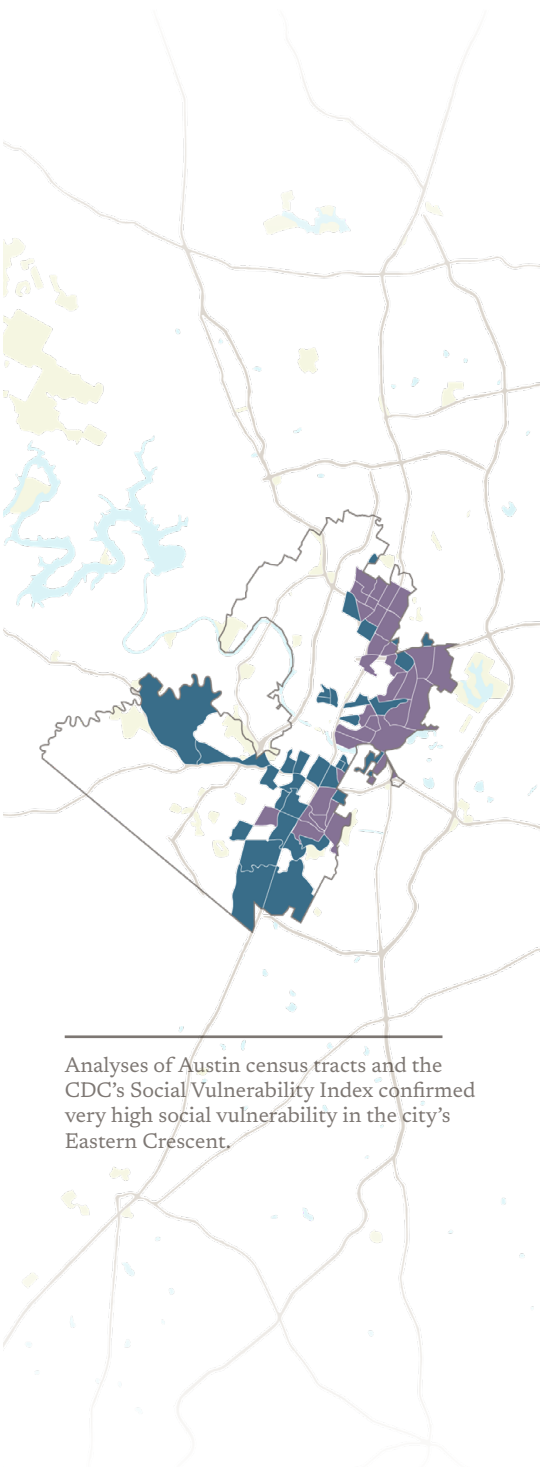 Analyses of Austin census tracts and the
CDC’s Social Vulnerability Index confirmed
very high social vulnerability in the city’s
Eastern Crescent.